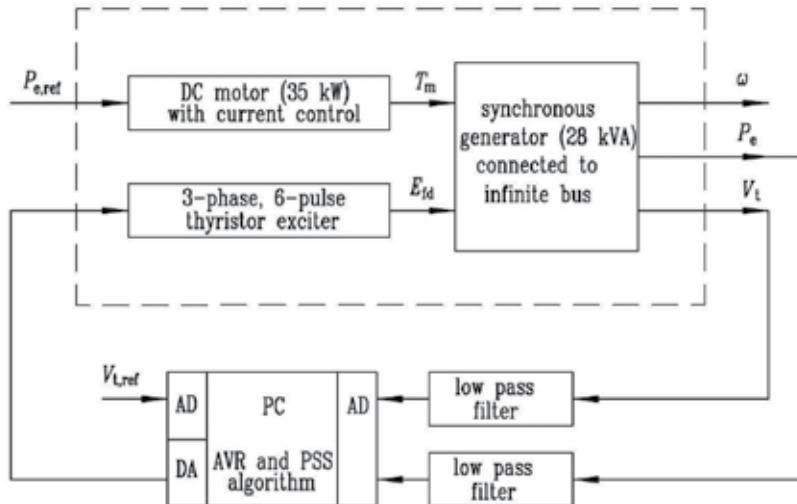 P_e,ref
DC motor (35 kW)
with current control
T_m
synchronous
generator (28 kVA)
connected to
infinite bus
ω
P_e
V_t
3-phase, 6-pulse
thyristor exciter
E_fd
V_t,ref
AD
PC
AD
DA
AVR and PSS
algorithm
low pass
filter
low pass
filter